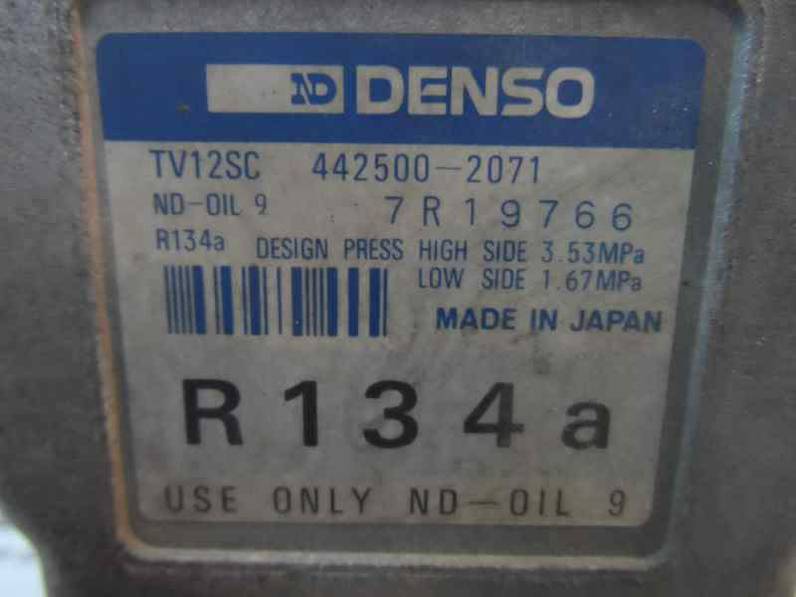 ND DENSO
TV12SC 442500-2071
ND-OIL 9 7R19766
R134a DESIGN PRESS HIGH SIDE 3.53MPa
LOW SIDE 1.67MPa
MADE IN JAPAN
R134a
USE ONLY ND-OIL 9